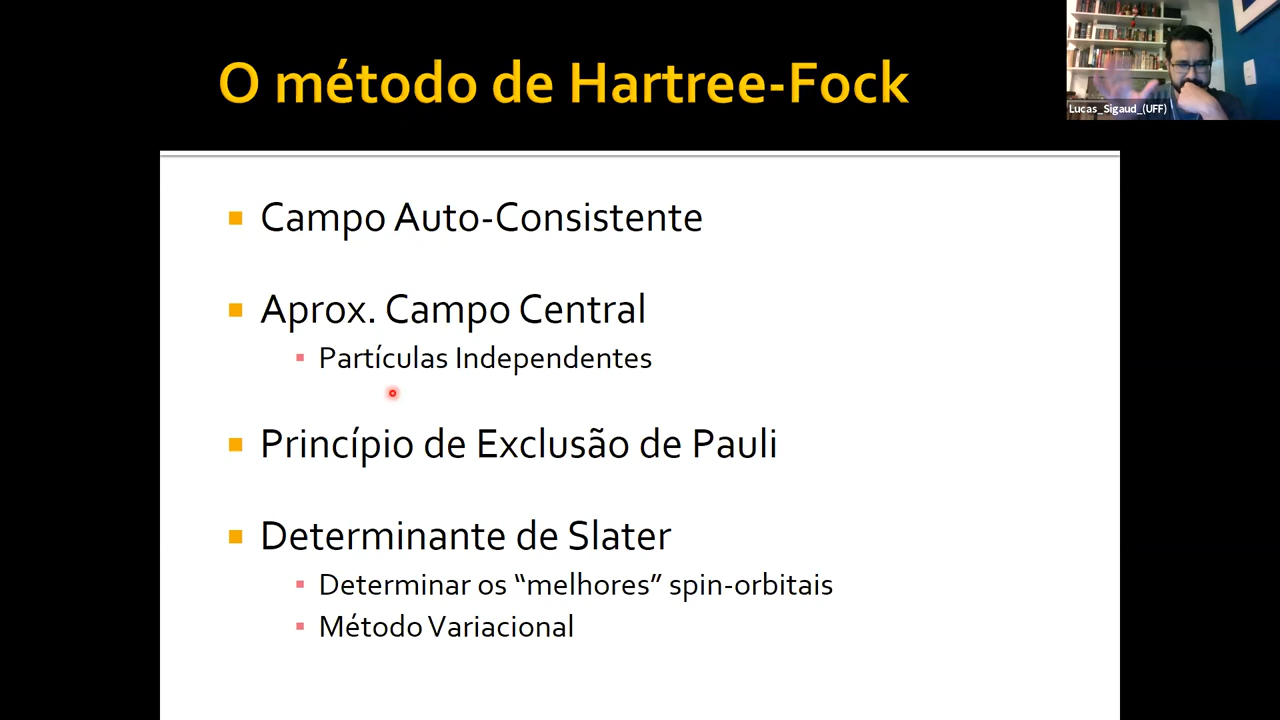 O método de Hartree-Fock
Lucas_Sigaud_(UFF)
Campo Auto-Consistente
Aprox. Campo Central
Partículas Independentes
Princípio de Exclusão de Pauli
Determinante de Slater
Determinar os “melhores” spin-orbitais
Método Variacional